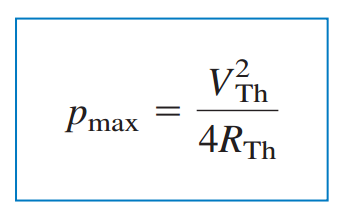 p_max = V_Th^2 / 4R_Th